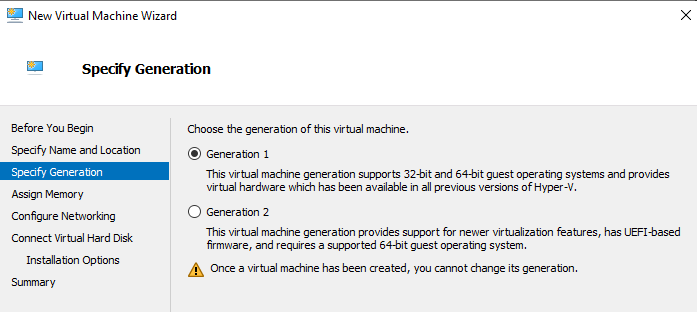 New Virtual Machine Wizard
Specify Generation
Before You Begin
Specify Name and Location
Specify Generation
Assign Memory
Configure Networking
Connect Virtual Hard Disk
Installation Options
Summary
Choose the generation of this virtual machine.
Generation 1
This virtual machine generation supports 32-bit and 64-bit guest operating systems and provides
virtual hardware which has been available in all previous versions of Hyper-V.
Generation 2
This virtual machine generation provides support for newer virtualization features, has UEFI-based
firmware, and requires a supported 64-bit guest operating system.
Once a virtual machine has been created, you cannot change its generation.